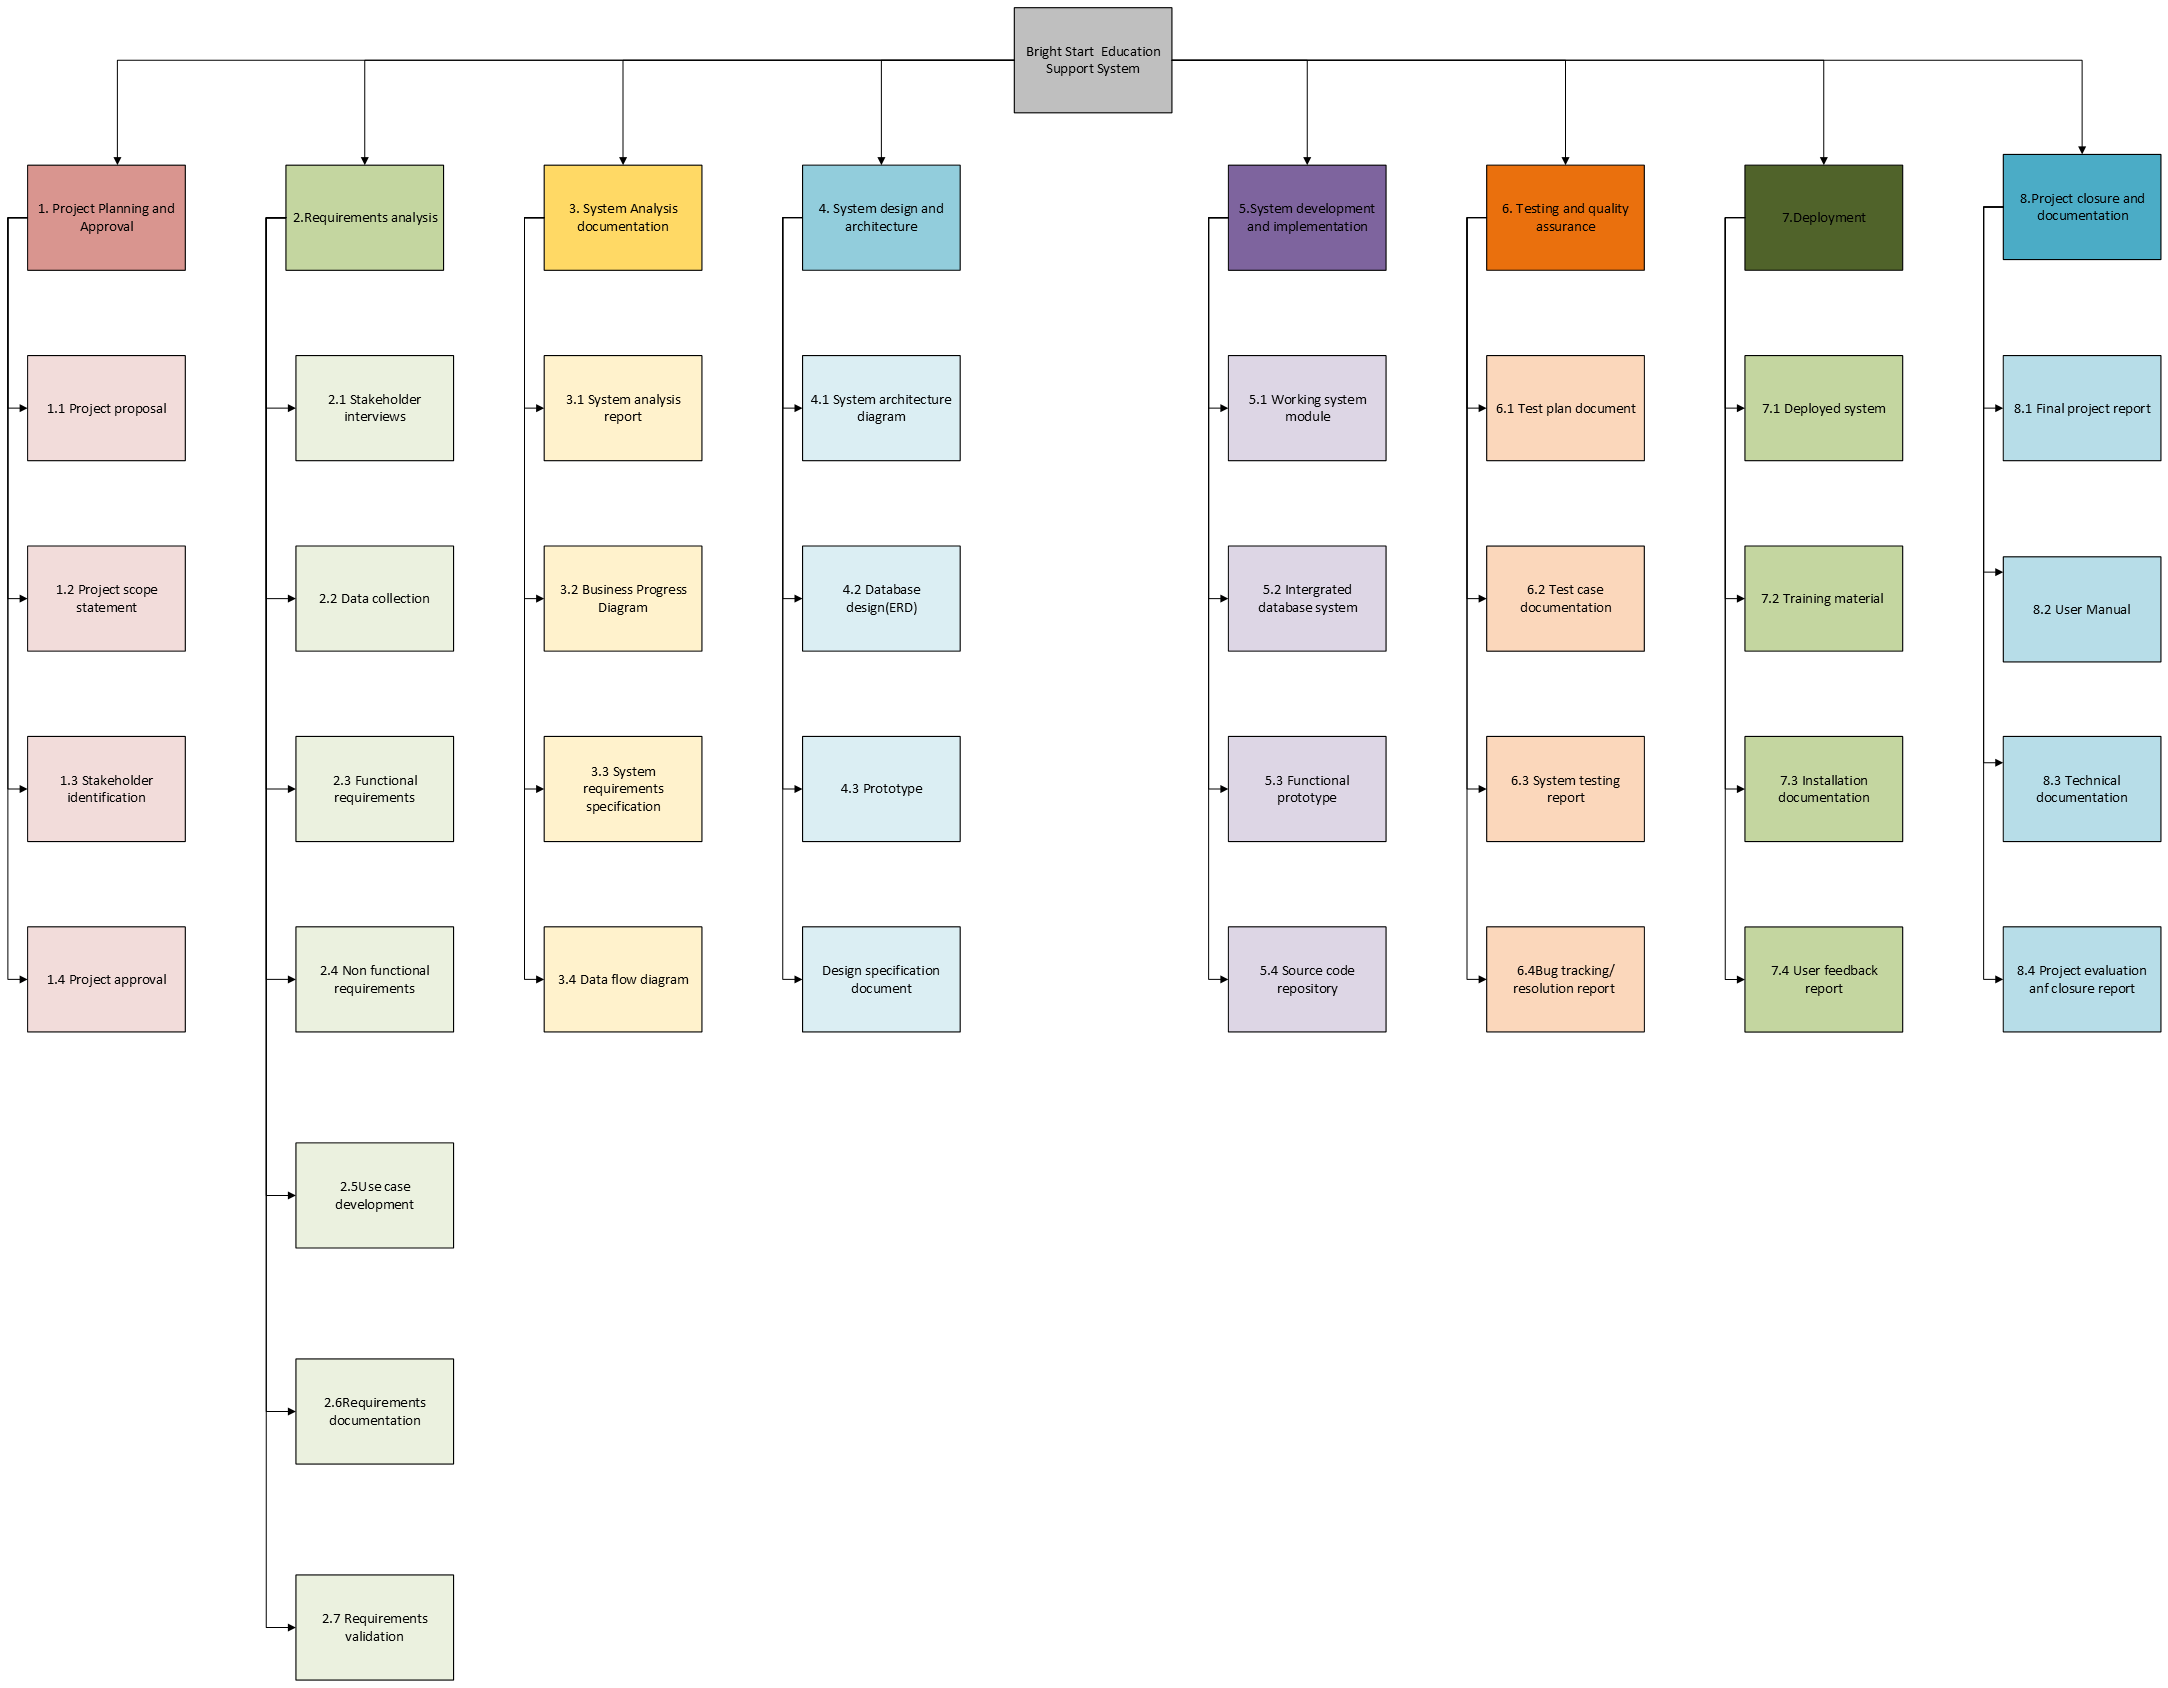 Bright Start  Education
Support System
1. Project Planning and
Approval
2.Requirements analysis
3. System Analysis
documentation
4. System design and
architecture
5.System development
and implementation
6. Testing and quality
assurance
7.Deployment
8.Project closure and
documentation
1.1 Project proposal
2.1 Stakeholder
interviews
3.1 System analysis
report
4.1 System architecture
diagram
5.1 Working system
module
6.1 Test plan document
7.1 Deployed system
8.1 Final project report
1.2 Project scope
statement
2.2 Data collection
3.2 Business Progress
Diagram
4.2 Database
design(ERD)
5.2 Intergrated
database system
6.2 Test case
documentation
7.2 Training material
8.2 User Manual
1.3 Stakeholder
identification
2.3 Functional
requirements
3.3 System
requirements
specification
4.3 Prototype
5.3 Functional
prototype
6.3 System testing
report
7.3 Installation
documentation
8.3 Technical
documentation
1.4 Project approval
2.4 Non functional
requirements
3.4 Data flow diagram
Design specification
document
5.4 Source code
repository
6.4Bug tracking/
resolution report
7.4 User feedback
report
8.4 Project evaluation
anf closure report
2.5Use case
development
2.6Requirements
documentation
2.7 Requirements
validation